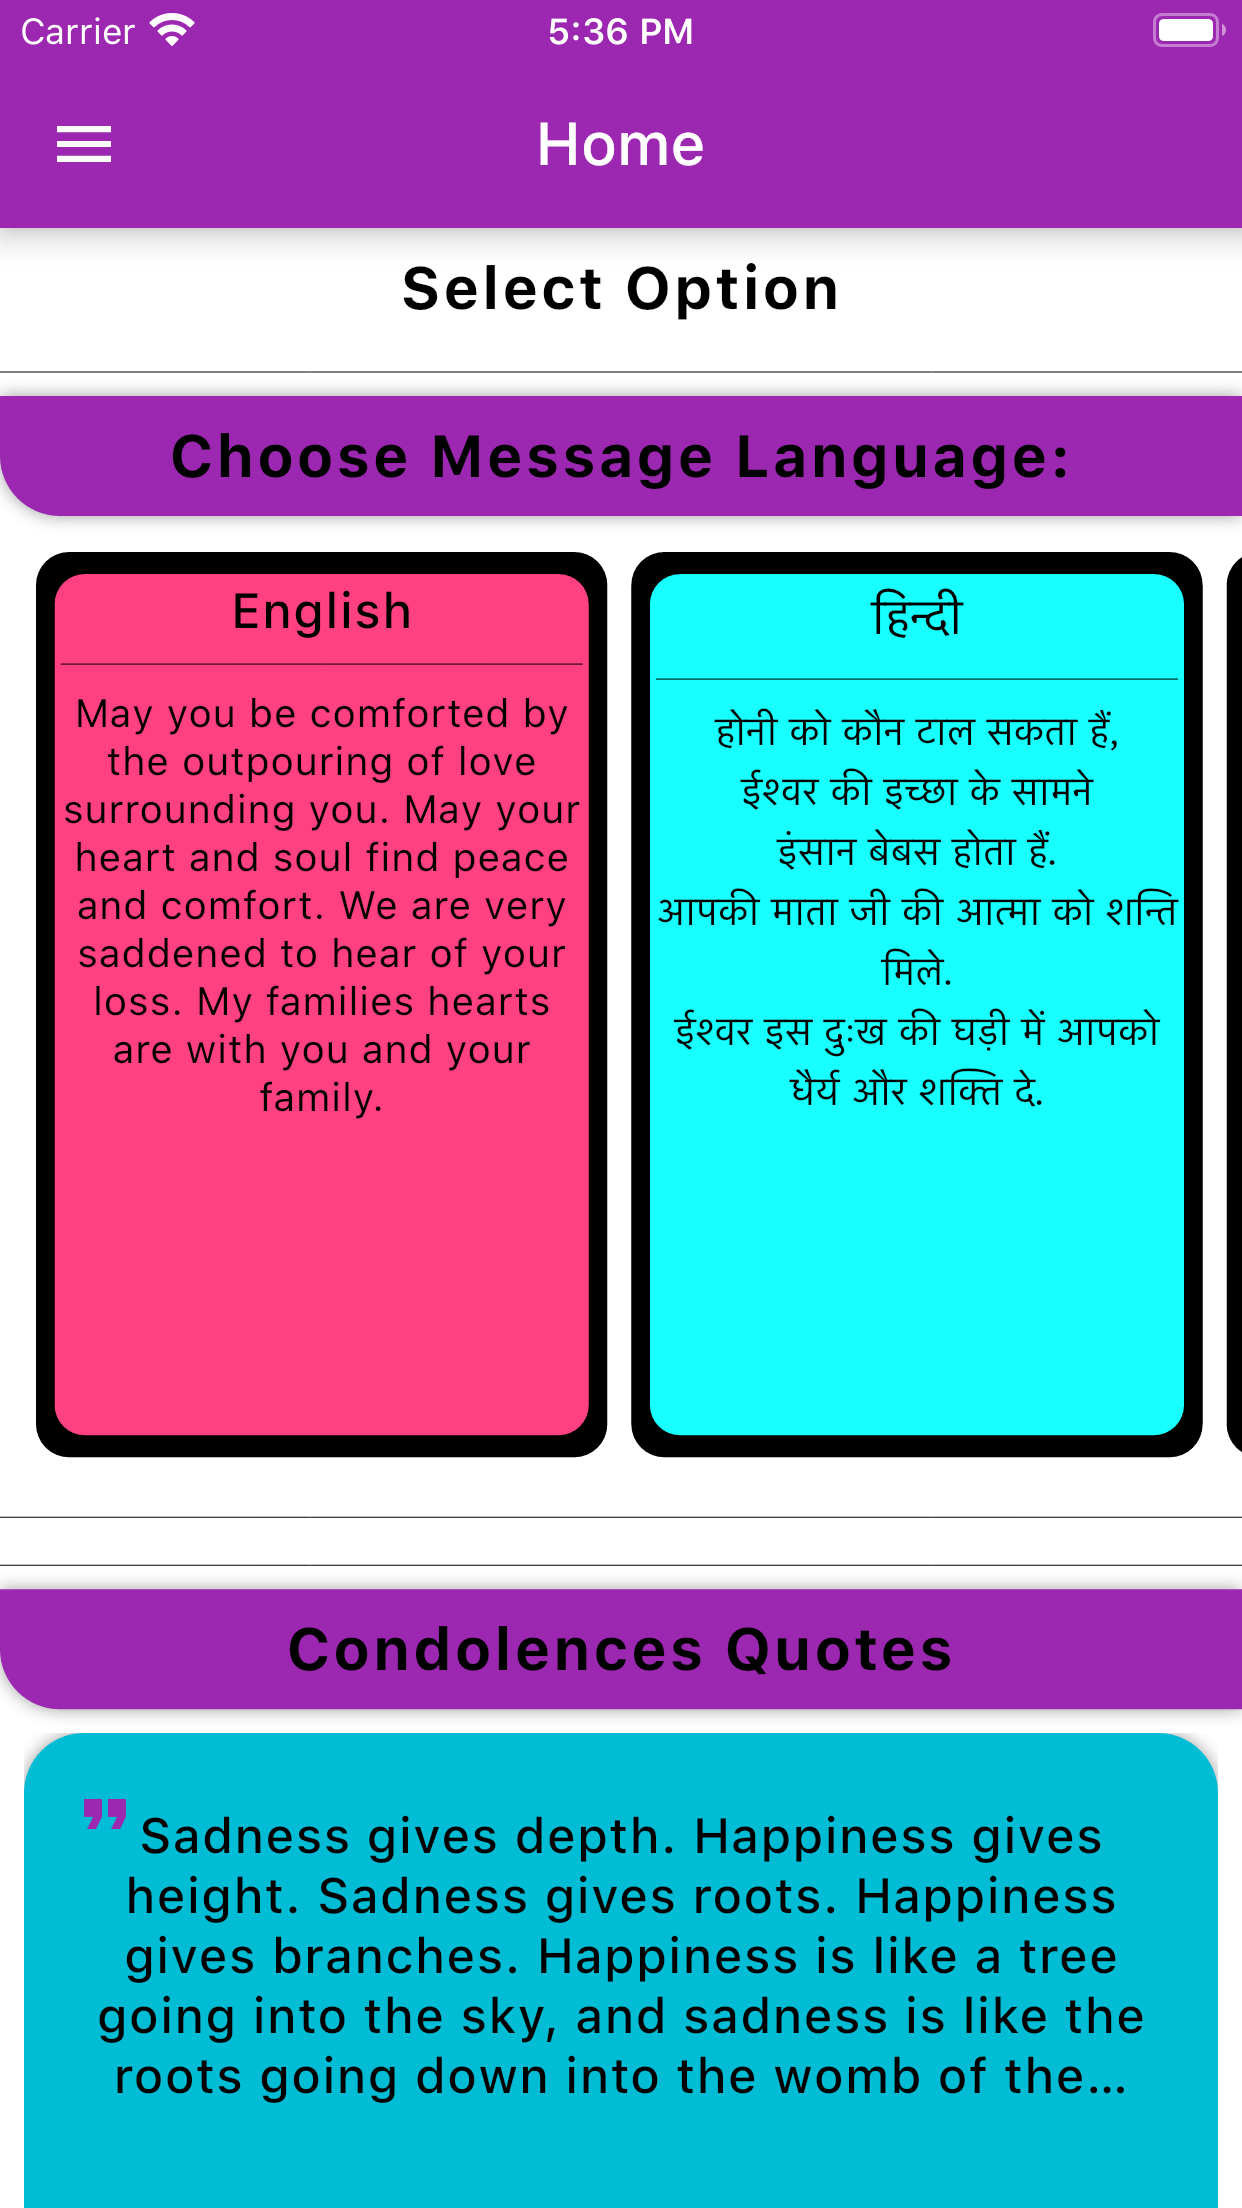 Carrier
5:36 PM
Home
Select Option
Choose Message Language:
English
May you be comforted by
the outpouring of love
surrounding you. May your
heart and soul find peace
and comfort. We are very
saddened to hear of your
loss. My families hearts
are with you and your
family.
हिन्दी
होनी को कौन टाल सकता हैं,
ईश्वर की इच्छा के सामने
इंसान बेबस होता हैं.
आपकी माता जी की आत्मा को शन्ति
मिले.
ईश्वर इस दुःख की घड़ी में आपको
धैर्य और शक्ति दे.
Condolences Quotes
Sadness gives depth. Happiness gives
height. Sadness gives roots. Happiness
gives branches. Happiness is like a tree
going into the sky, and sadness is like the
roots going down into the womb of the...